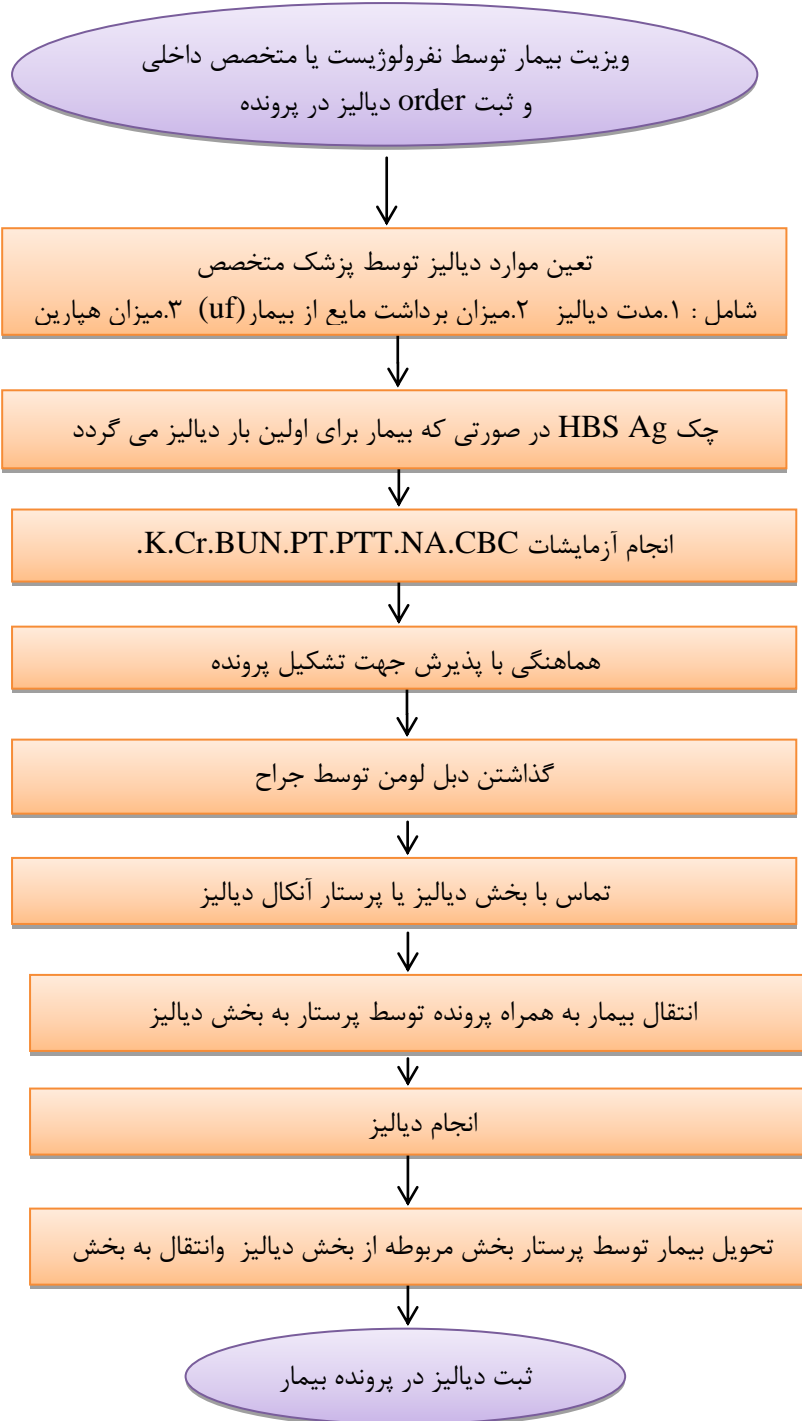 ویزیت بیمار توسط نفرولوژیست یا متخصص داخلی
و ثبت order دیالیز در پرونده
تعین موارد دیالیز توسط پزشک متخصص
شامل : ۱.مدت دیالیز ۲.میزان برداشت مایع از بیمار(uf) ۳.میزان هپارین
چک HBS Ag در صورتی که بیمار برای اولین بار دیالیز می گردد
انجام آزمایشات K.Cr.BUN.PT.PTT.NA.CBC.
هماهنگی با پذیرش جهت تشکیل پرونده
گذاشتن دبل لومن توسط جراح
تماس با بخش دیالیز یا پرستار آنکال دیالیز
انتقال بیمار به همراه پرونده توسط پرستار به بخش دیالیز
انجام دیالیز
تحویل بیمار توسط پرستار بخش مربوطه از بخش دیالیز وانتقال به بخش
ثبت دیالیز در پرونده بیمار